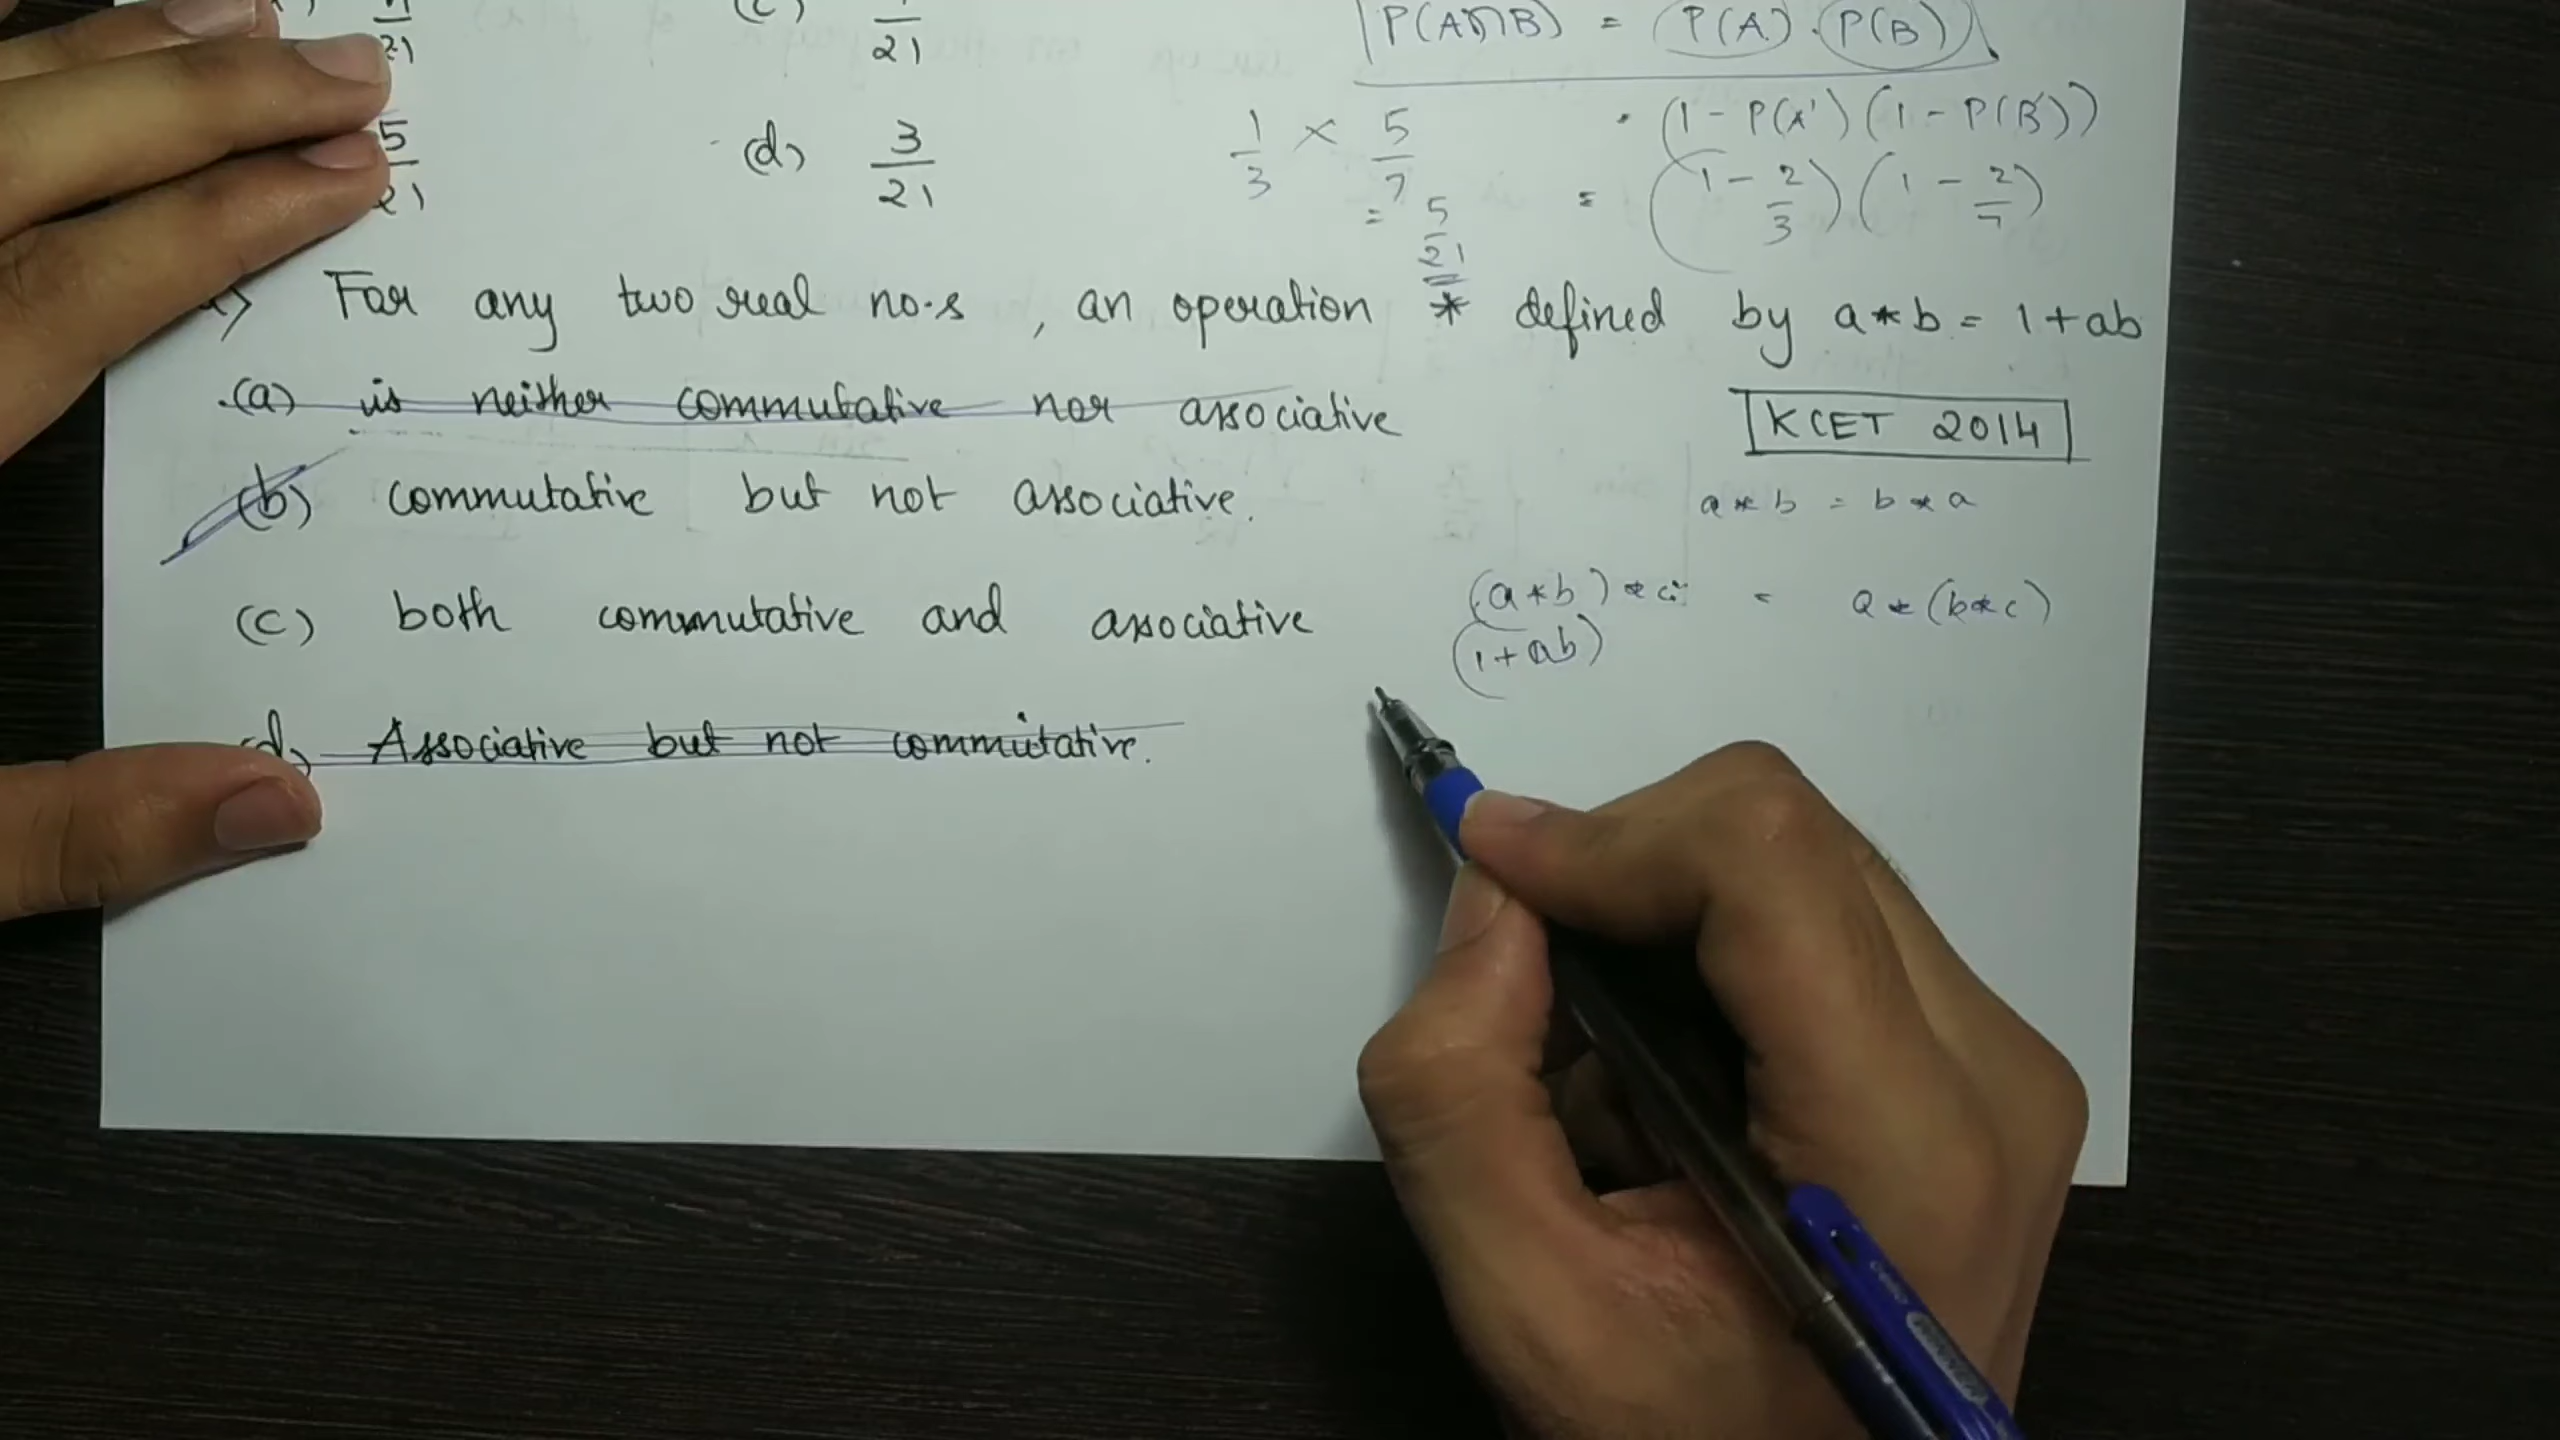 21
(c)
21
P(A∩B) = P(A) . P(B)
5
21
(d) 3
21
1/3 × 5/7
= 5/21
(1 - P(A')) (1 - P(B'))
= (1 - 2/3) (1 - 2/7)
For any two real no.s , an operation * defined by a * b = 1 + ab
(a) is neither commutative nor associative
KCET 2014
(b) commutative but not associative.
a * b = b * a
(c) both commutative and associative
(a * b) * c = a * (b * c)
(1 + ab)
(d) Associative but not commutative.